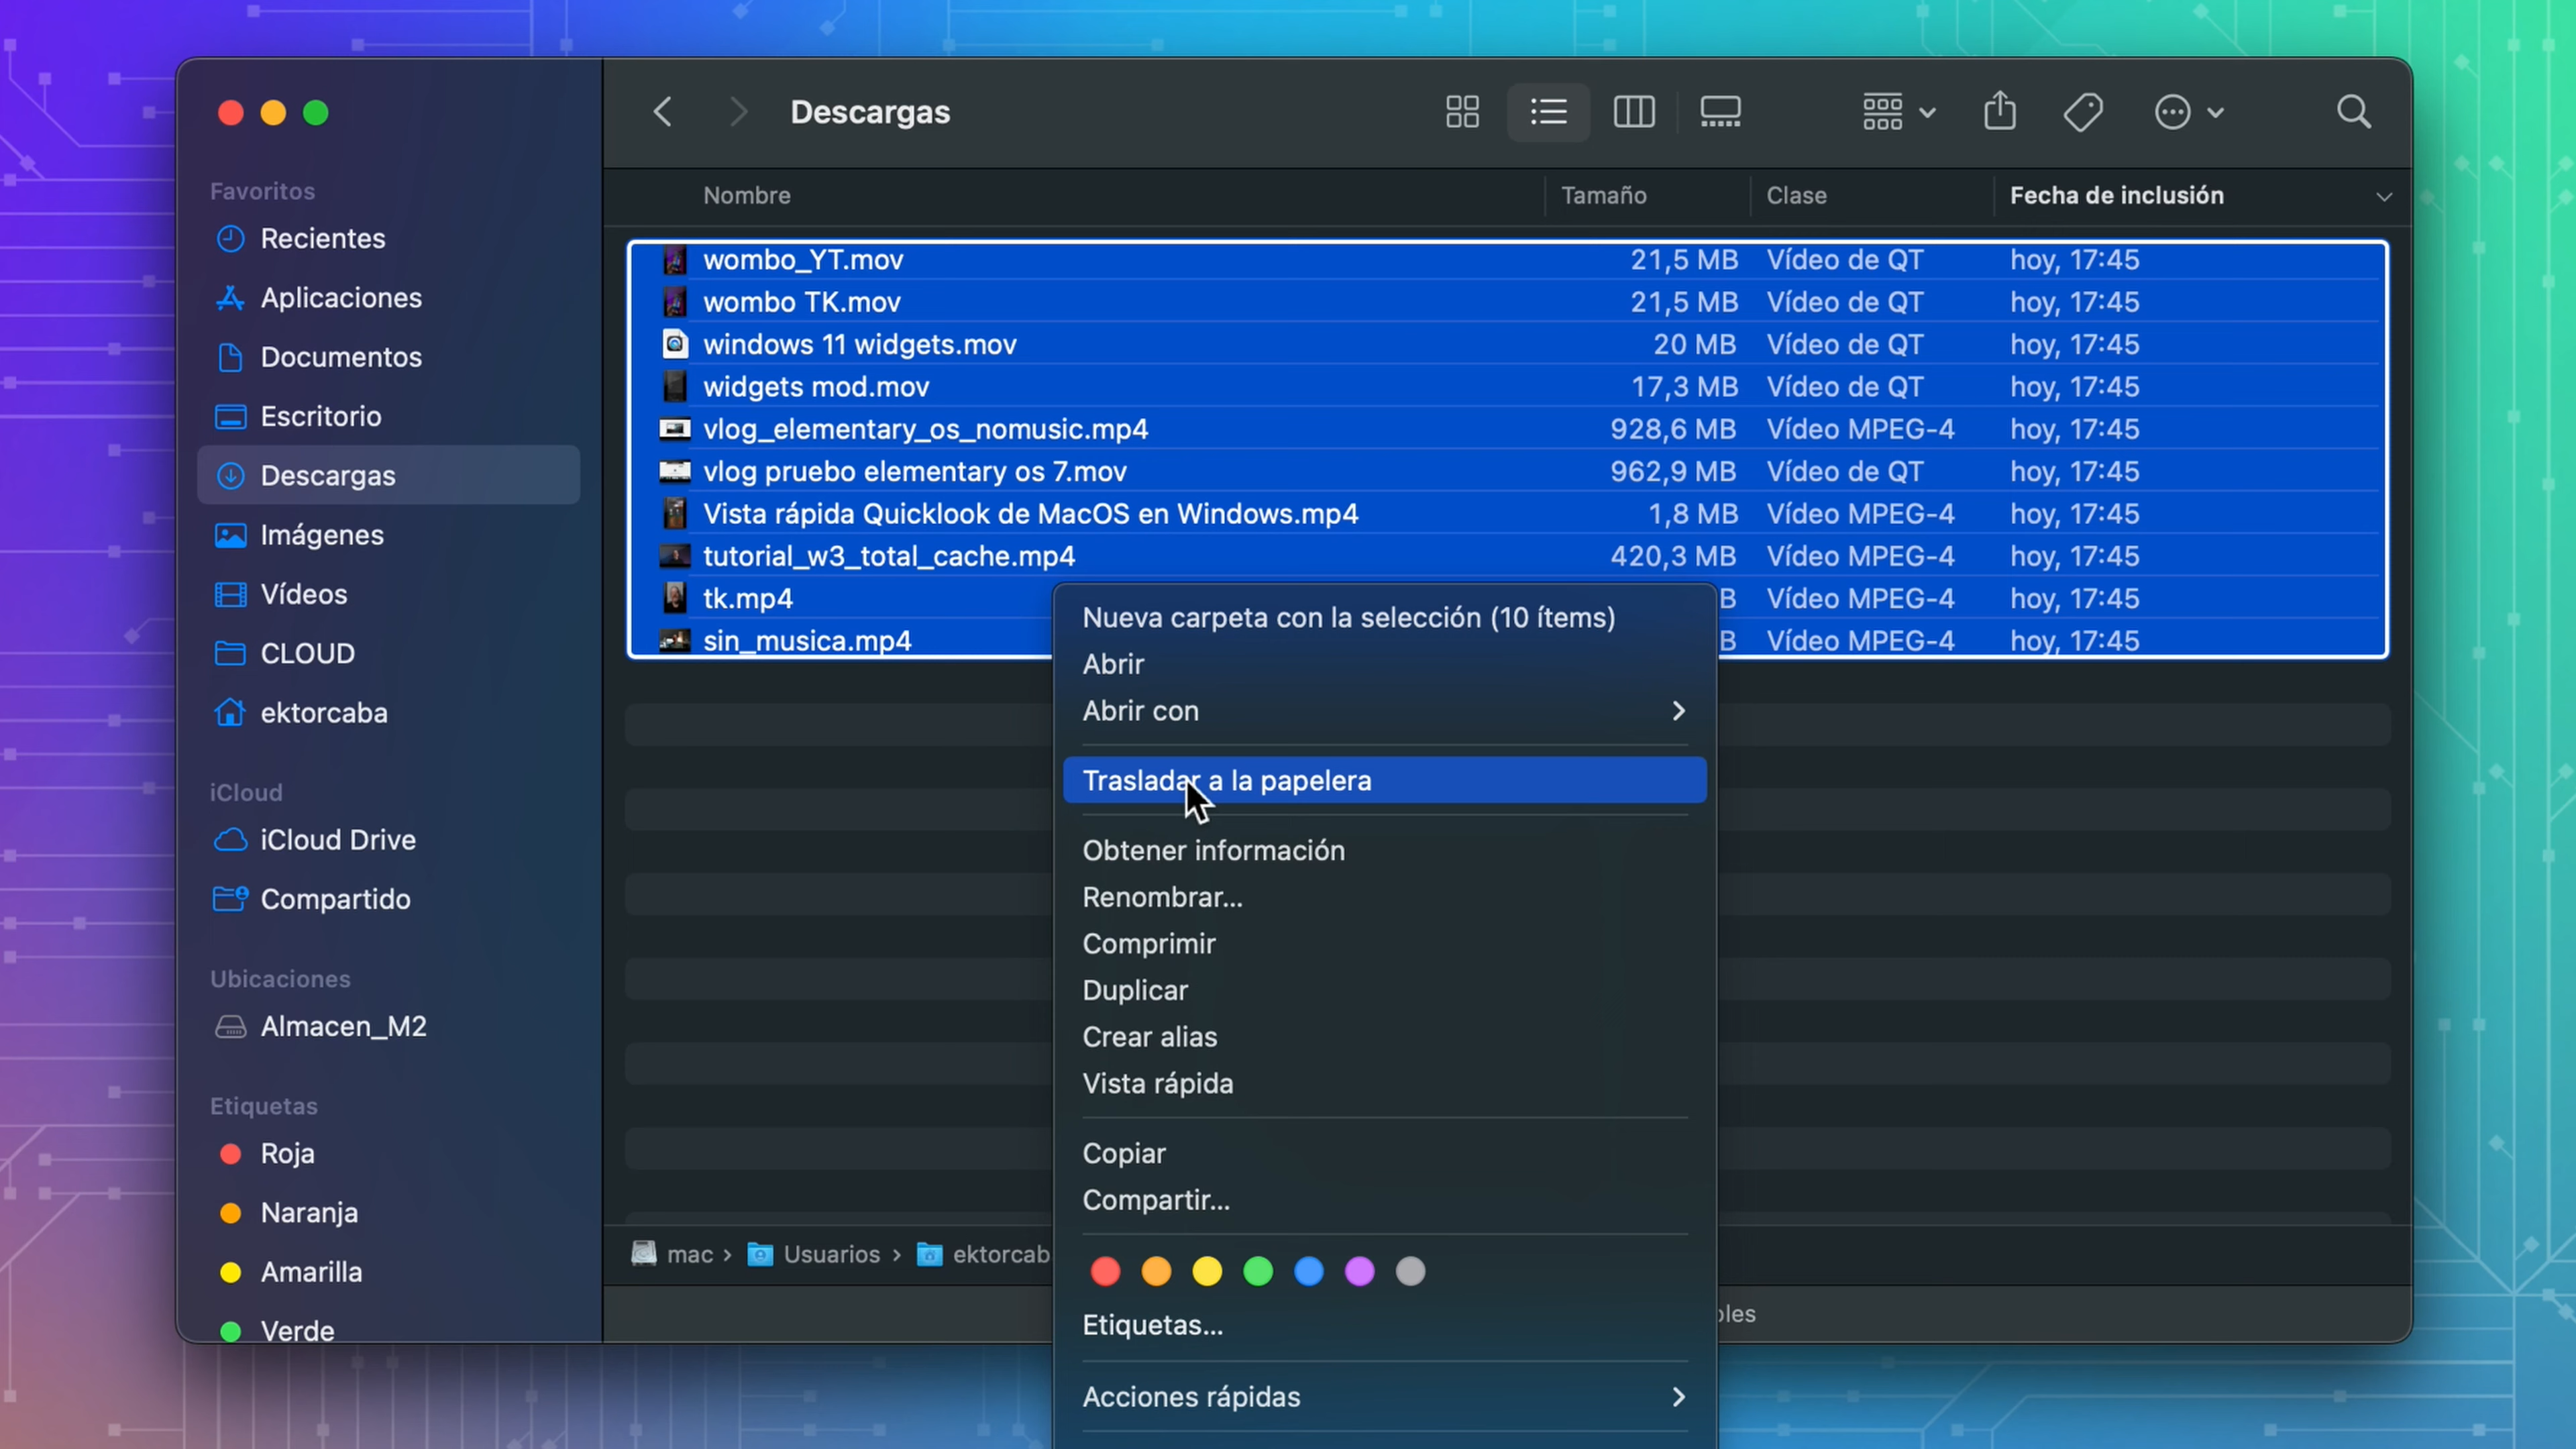 Descargas
Favoritos
Recientes
Aplicaciones
Documentos
Escritorio
Descargas
Imágenes
Vídeos
CLOUD
ektorcaba
iCloud
iCloud Drive
Compartido
Ubicaciones
Almacen_M2
Etiquetas
Roja
Naranja
Amarilla
Verde
Nombre Tamaño Clase Fecha de inclusión
wombo_YT.mov 21,5 MB Vídeo de QT hoy, 17:45
wombo TK.mov 21,5 MB Vídeo de QT hoy, 17:45
windows 11 widgets.mov 20 MB Vídeo de QT hoy, 17:45
widgets mod.mov 17,3 MB Vídeo de QT hoy, 17:45
vlog_elementary_os_nomusic.mp4 928,6 MB Vídeo MPEG-4 hoy, 17:45
vlog pruebo elementary os 7.mov 962,9 MB Vídeo de QT hoy, 17:45
Vista rápida Quicklook de MacOS en Windows.mp4 1,8 MB Vídeo MPEG-4 hoy, 17:45
tutorial_w3_total_cache.mp4 420,3 MB Vídeo MPEG-4 hoy, 17:45
tk.mp4 B Vídeo MPEG-4 hoy, 17:45
sin_musica.mp4 B Vídeo MPEG-4 hoy, 17:45
Nueva carpeta con la selección (10 ítems)
Abrir
Abrir con
Trasladar a la papelera
Obtener información
Renombrar...
Comprimir
Duplicar
Crear alias
Vista rápida
Copiar
Compartir...
Etiquetas...
Acciones rápidas
mac › Usuarios › ektorcab